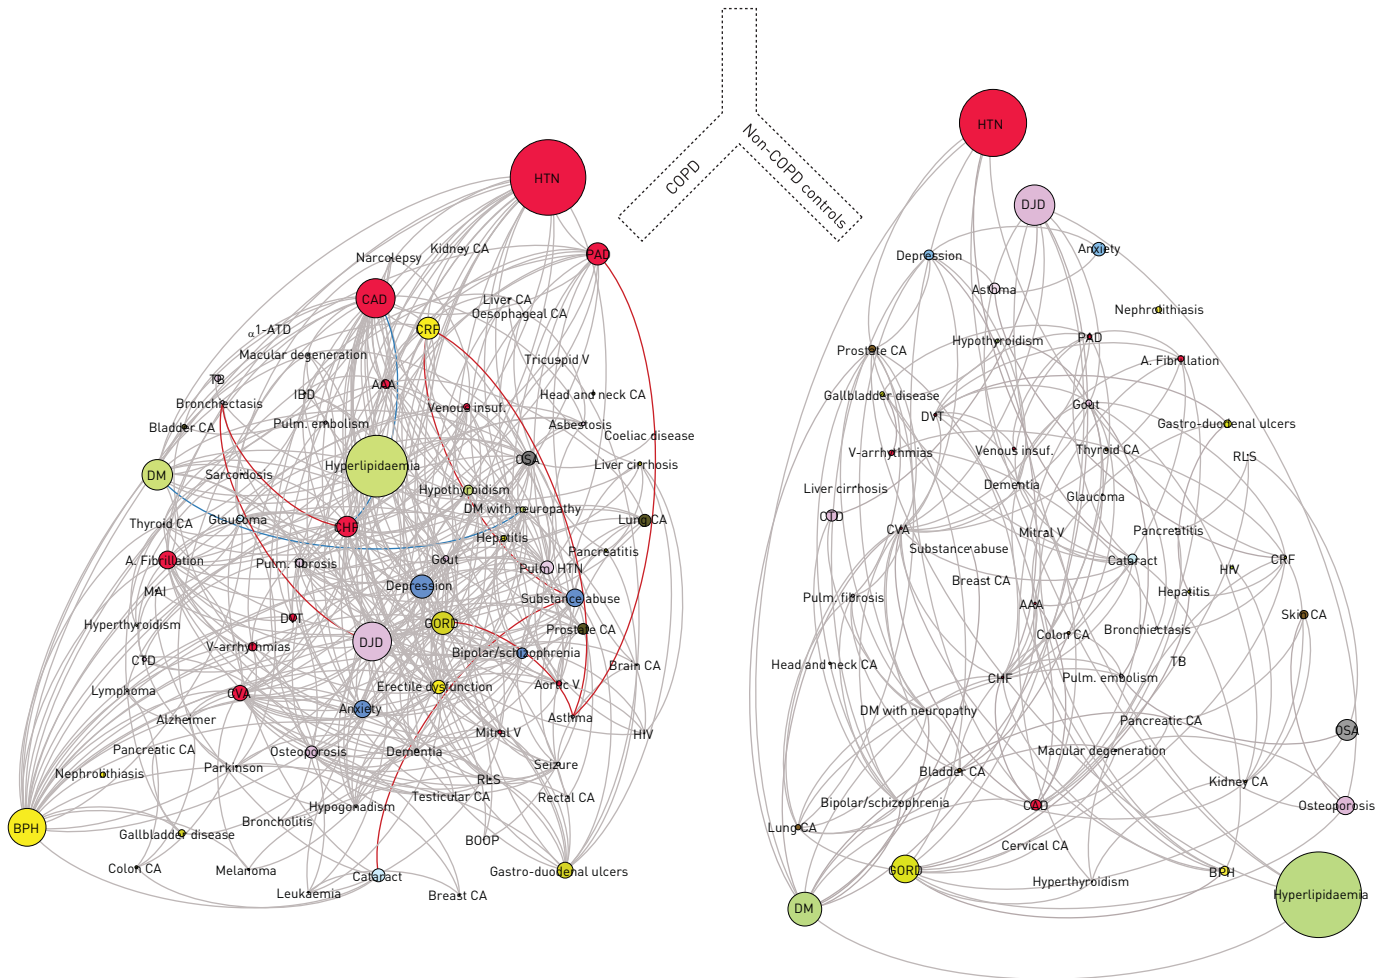 COPD
Non-COPD controls
HTN
Kidney CA
PAD
Narcolepsy
CAD
Liver CA
Oesophageal CA
CRF
α1-ATD
Macular degeneration
Tricuspid V
TB
AAA
IBD
Head and neck CA
Bronchiectasis
Venous insuf.
Bladder CA
Pulm. embolism
Asbestosis
Coeliac disease
Hyperlipidaemia
OSA
Liver cirrhosis
DM
Sarcoidosis
Hypothyroidism
DM with neuropathy
Thyroid CA
Glaucoma
CHF
Lung CA
Hepatitis
Pancreatitis
A. Fibrillation
Pulm. fibrosis
Gout
Pulm. HTN
MAI
Depression
Substance abuse
Hyperthyroidism
DVT
GORD
Prostate CA
V-arrhythmias
DJD
Bipolar/schizophrenia
CTD
Brain CA
Lymphoma
CVA
Erectile dysfunction
Aortic V
Alzheimer
Anxiety
Asthma
Mitral V
HIV
Pancreatic CA
Osteoporosis
Dementia
Nephrolithiasis
Parkinson
Seizure
RLS
Testicular CA
Rectal CA
Hypogonadism
BPH
Gallbladder disease
Broncholitis
BOOP
Colon CA
Melanoma
Cataract
Gastro-duodenal ulcers
Leukaemia
Breast CA
HTN
DJD
Depression
Anxiety
Asthma
Nephrolithiasis
Prostate CA
Hypothyroidism
PAD
A. Fibrillation
Gallbladder disease
DVT
Gout
Gastro-duodenal ulcers
V-arrhythmias
Venous insuf.
Thyroid CA
RLS
Liver cirrhosis
Dementia
Glaucoma
CTD
CVA
Mitral V
Pancreatitis
Substance abuse
Cataract
CRF
HIV
Breast CA
Pulm. fibrosis
AAA
Hepatitis
Skin CA
Colon CA
Bronchiectasis
Head and neck CA
CHF
Pulm. embolism
TB
DM with neuropathy
Pancreatic CA
OSA
Macular degeneration
Bladder CA
Kidney CA
Bipolar/schizophrenia
CAD
Osteoporosis
Lung CA
Cervical CA
GORD
Hyperthyroidism
BPH
DM
Hyperlipidaemia